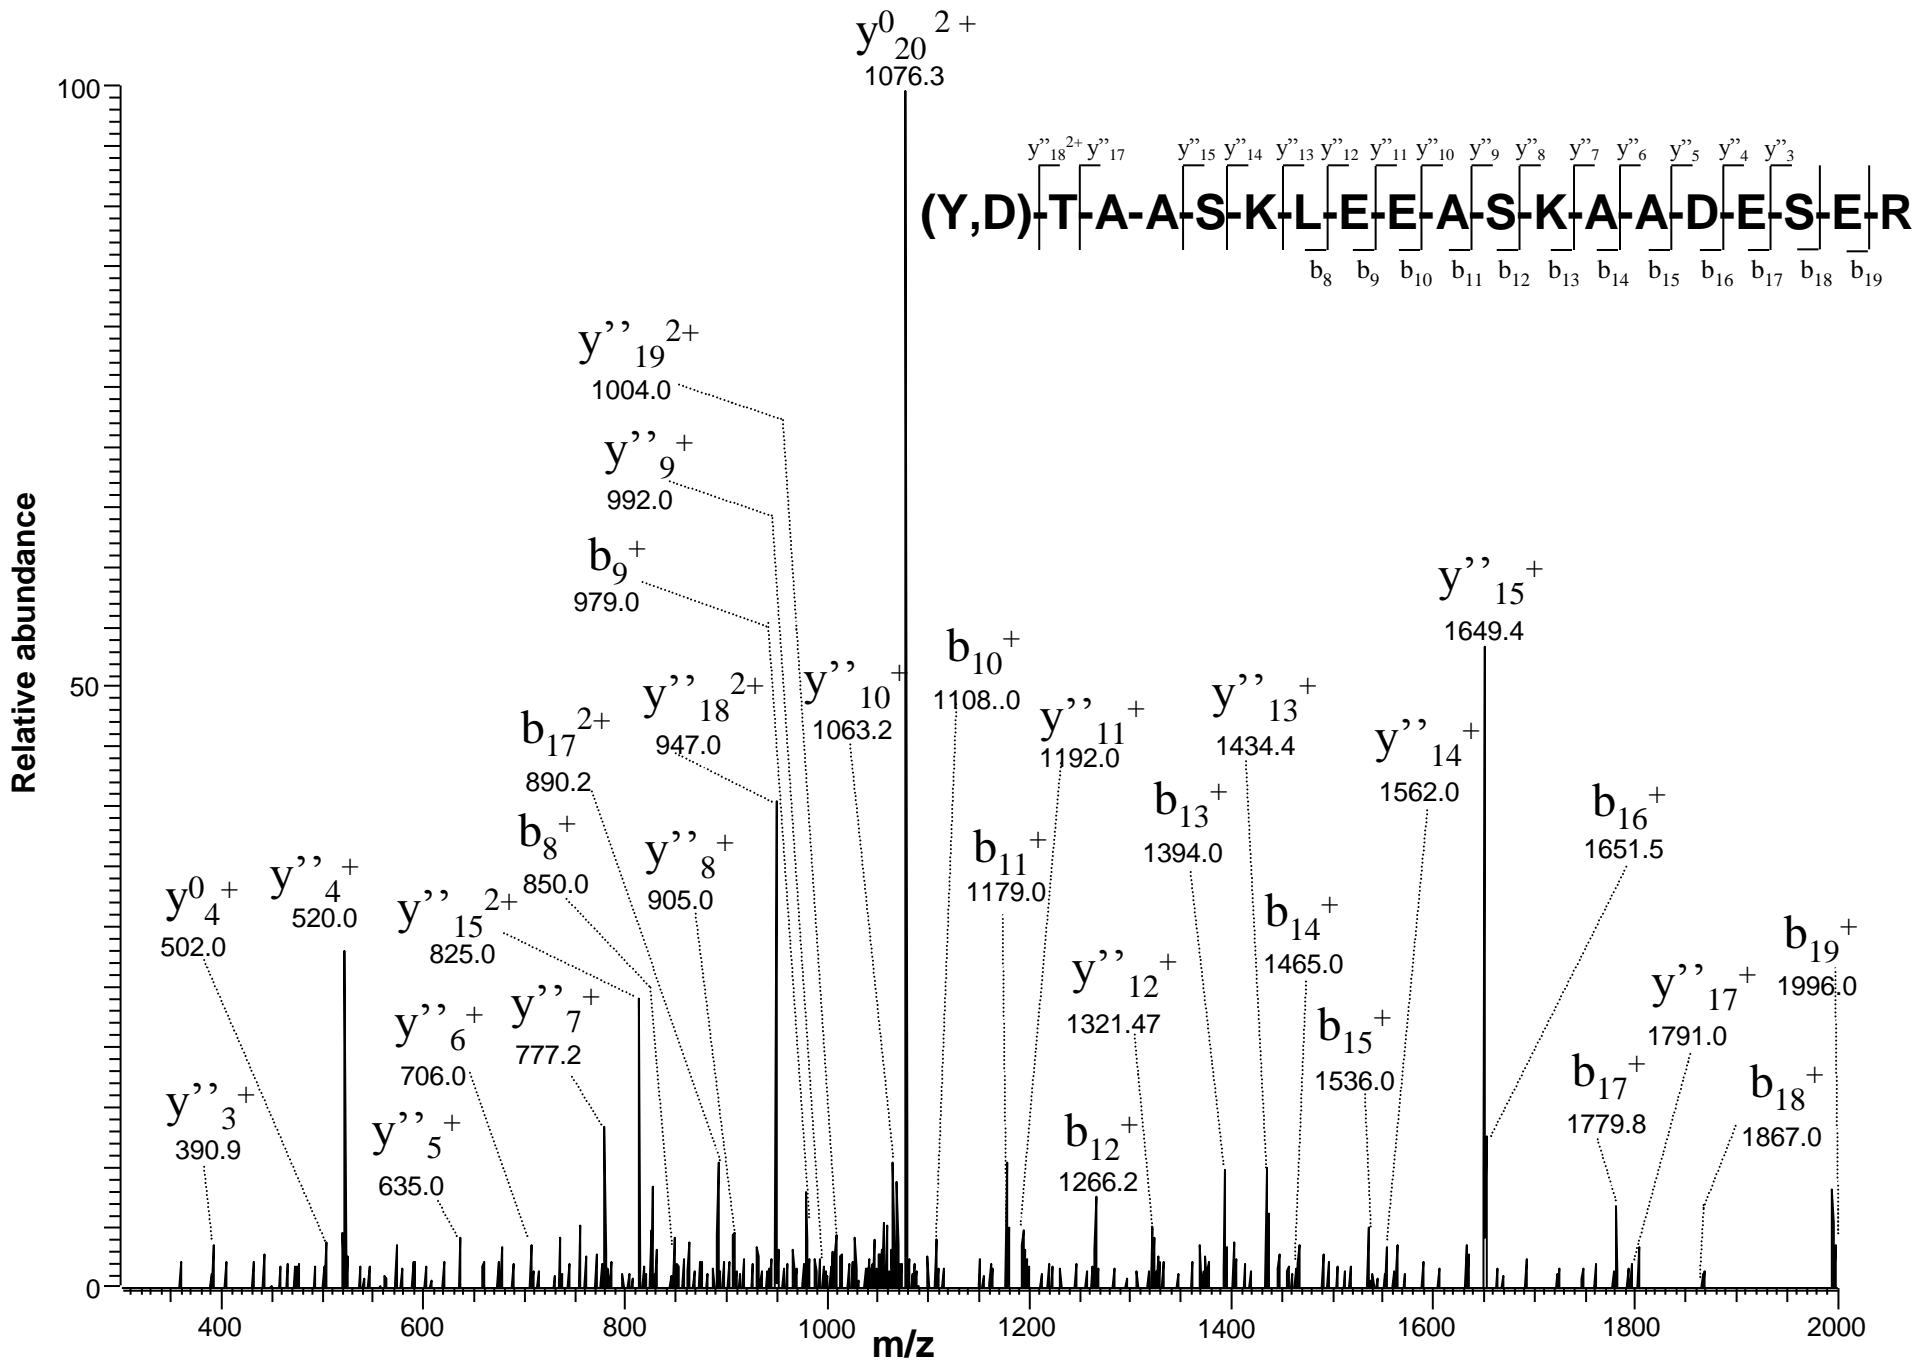 y⁰₂₀²⁺
1076.3
100
y”₁₈²⁺ y”₁₇ y”₁₅ y”₁₄ y”₁₃ y”₁₂ y”₁₁ y”₁₀ y”₉ y”₈ y”₇ y”₆ y”₅ y”₄ y”₃
(Y,D)-T-A-A-S-K-L-E-E-A-S-K-A-A-D-E-S-E-R
b₈ b₉ b₁₀ b₁₁ b₁₂ b₁₃ b₁₄ b₁₅ b₁₆ b₁₇ b₁₈ b₁₉
y’’₁₉²⁺
1004.0
y’’₉⁺
992.0
b₉⁺
979.0
y’’₁₅⁺
1649.4
Relative abundance
50
b₁₀⁺
1108..0
y’’₁₀⁺
1063.2
y’’₁₈²⁺
947.0
b₁₇²⁺
890.2
y’’₁₁⁺
1192.0
y’’₁₃⁺
1434.4
y’’₁₄⁺
1562.0
b₁₃⁺
1394.0
b₁₆⁺
1651.5
b₈⁺
850.0
y’’₈⁺
905.0
b₁₁⁺
1179.0
y⁰₄⁺
502.0
y’’₄⁺
520.0
y’’₁₅²⁺
825.0
b₁₄⁺
1465.0
b₁₉⁺
1996.0
y’’₁₂⁺
1321.47
y’’₁₇⁺
1791.0
y’’₆⁺
706.0
y’’₇⁺
777.2
b₁₅⁺
1536.0
b₁₇⁺
1779.8
b₁₈⁺
1867.0
y’’₃⁺
390.9
y’’₅⁺
635.0
b₁₂⁺
1266.2
0
400 600 800 1000 1200 1400 1600 1800 2000
m/z